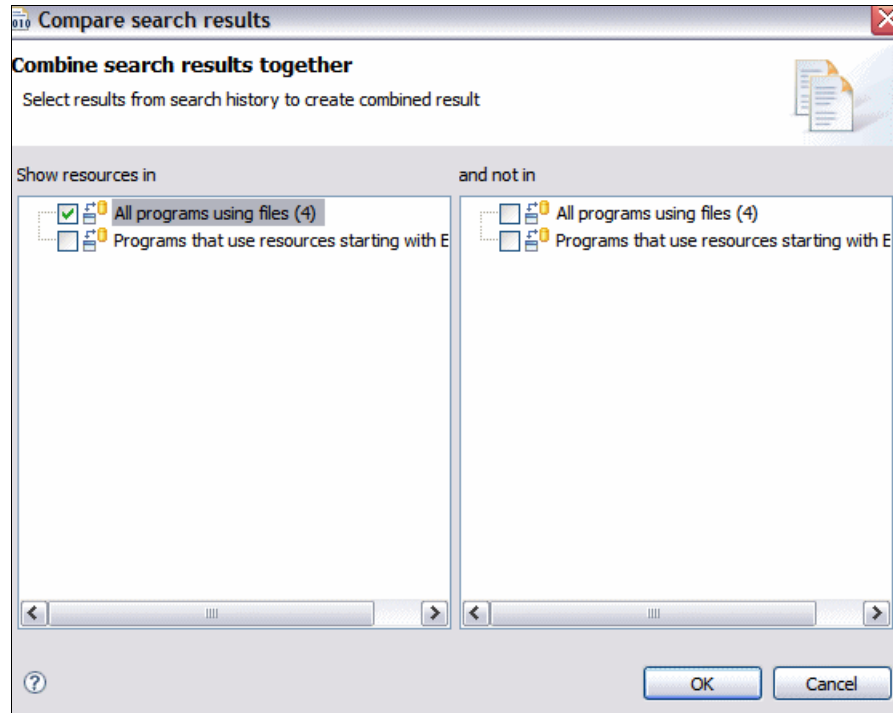 Compare search results
Combine search results together
Select results from search history to create combined result
Show resources in
and not in
All programs using files (4)
Programs that use resources starting with E
All programs using files (4)
Programs that use resources starting with E
OK
Cancel